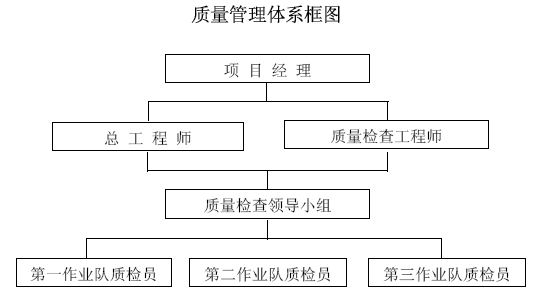 质量管理体系框图
项 目 经 理
总 工 程 师
质量检查工程师
质量检查领导小组
第一作业队质检员
第二作业队质检员
第三作业队质检员